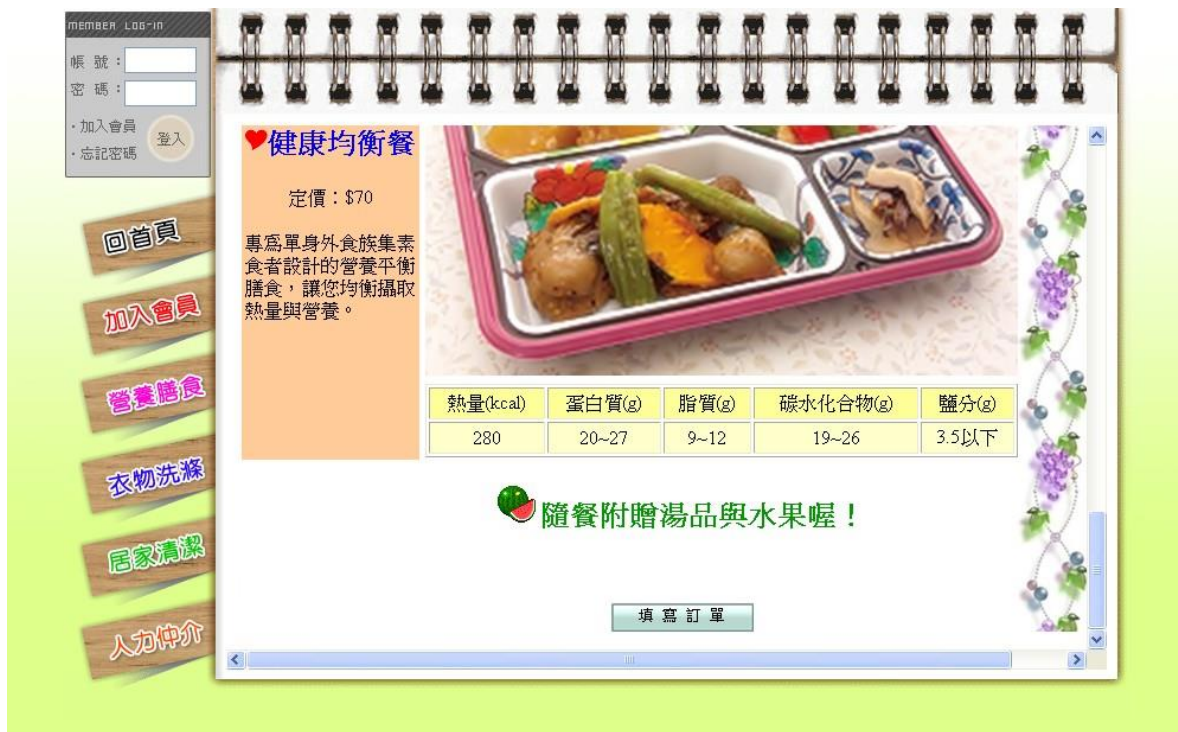 MEMBER LOG-IN
帳 號：
密 碼：
·加入會員
·忘記密碼
登入
回首頁
加入會員
營養膳食
衣物洗滌
居家清潔
人力仲介
健康均衡餐
定價：$70
專為單身外食族集素
食者設計的營養平衡
膳食，讓您均衡攝取
熱量與營養。
熱量(kcal) 蛋白質(g) 脂質(g) 碳水化合物(g) 鹽分(g)
280 20~27 9~12 19~26 3.5以下
隨餐附贈湯品與水果喔！
填 寫 訂 單